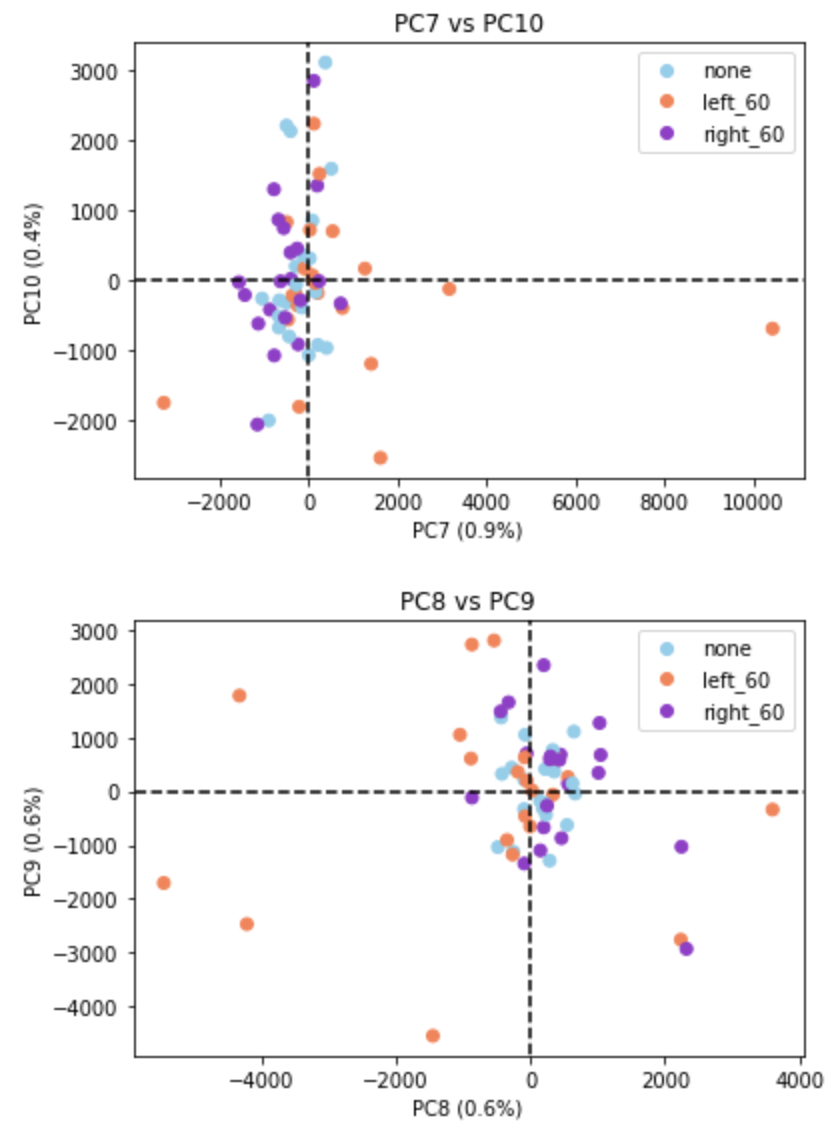 PC7 vs PC10
3000
2000
1000
0
−1000
−2000
PC10 (0.4%)
none
left_60
right_60
−2000 0 2000 4000 6000 8000 10000
PC7 (0.9%)
PC8 vs PC9
3000
2000
1000
0
−1000
−2000
−3000
−4000
PC9 (0.6%)
none
left_60
right_60
−4000 −2000 0 2000 4000
PC8 (0.6%)